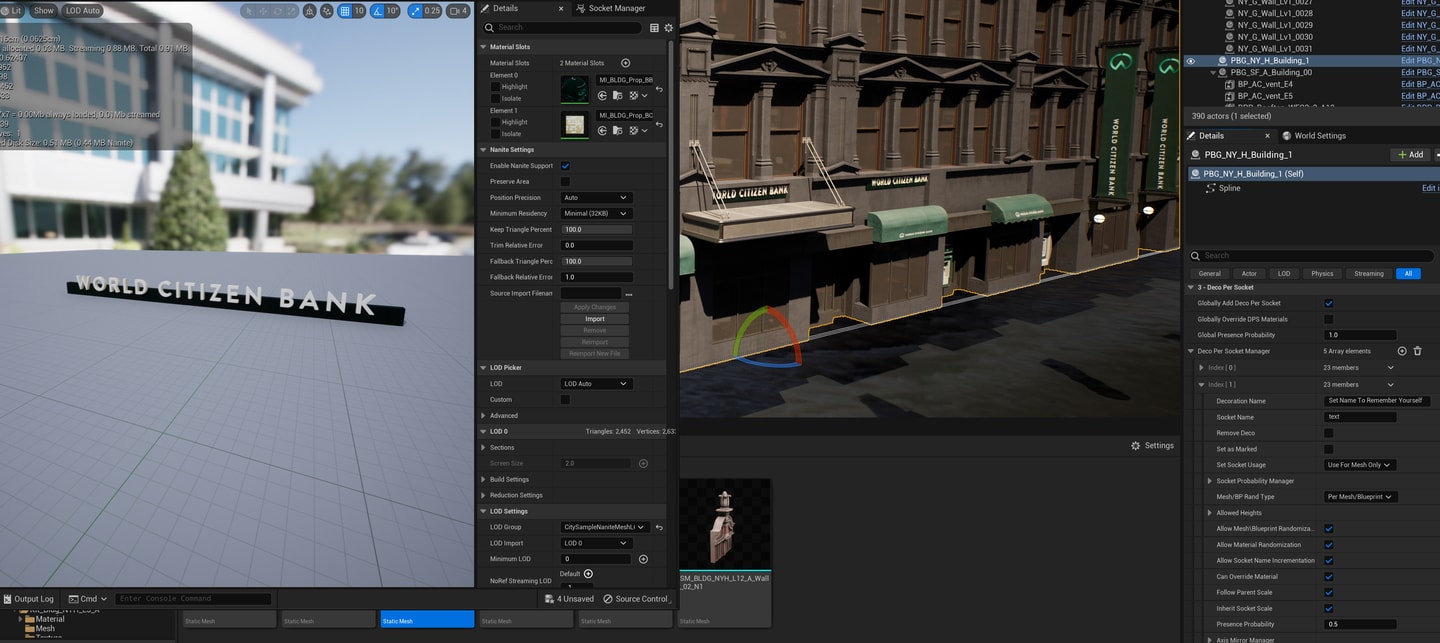 Lit Show LOD Auto
10 10° 0.25 4
16cm (0.0625cm)
allocated 0.03 MB. Streaming 0.88 MB. Total 0.91 MB.
= 0.00Mb always loaded, 0.01Mb streamed
Disk Size: 0.51 MB (0.44 MB Nanite)
WORLD CITIZEN BANK
Output Log Cmd Enter Console Command 4 Unsaved Source Control
Details Socket Manager
Search
Material Slots
Material Slots 2 Material Slots
Element 0
Highlight
Isolate
MI_BLDG_Prop_BB
Element 1
Highlight
Isolate
MI_BLDG_Prop_BC
Nanite Settings
Enable Nanite Support
Preserve Area
Position Precision Auto
Minimum Residency Minimal (32KB)
Keep Triangle Percent 100.0
Trim Relative Error 0.0
Fallback Triangle Perc 100.0
Fallback Relative Error 1.0
Source Import Filenam
Apply Changes
Import
Remove
Reimport
Reimport New File
LOD Picker
LOD LOD Auto
Custom
Advanced
LOD 0 Triangles: 2,452 Vertices: 2,63
Sections
Screen Size 2.0
Build Settings
Reduction Settings
LOD Settings
LOD Group CitySampleNaniteMeshL
LOD Import LOD 0
Minimum LOD 0
Default
NoRef Streaming LOD
WORLD CITIZEN BANK
WORLD CITIZEN BANK
WORLD CITIZEN BANK
WORLD CITIZEN BANK
Settings
SM_BLDG_NYH_L12_A_Wall
_02_N1
Static Mesh
Static Mesh
Static Mesh
Static Mesh
Static Mesh
Static Mesh
Material
Mesh
NY_G_Wall_Lv1_0027 Edit NY_G
NY_G_Wall_Lv1_0028 Edit NY_G
NY_G_Wall_Lv1_0029 Edit NY_G
NY_G_Wall_Lv1_0030 Edit NY_G
NY_G_Wall_Lv1_0031 Edit NY_G
PBG_NY_H_Building_1 Edit PBG_N
PBG_SF_A_Building_00 Edit PBG_S
BP_AC_vent_E4 Edit BP_AC
BP_AC_vent_E5 Edit BP_AC
390 actors (1 selected)
Details World Settings
PBG_NY_H_Building_1 Add
PBG_NY_H_Building_1 (Self)
Spline Edit i
Search
General Actor LOD Physics Streaming All
3 - Deco Per Socket
Globally Add Deco Per Socket
Globally Override DPS Materials
Global Presence Probability 1.0
Deco Per Socket Manager 5 Array elements
Index [ 0 ] 23 members
Index [ 1 ] 23 members
Decoration Name Set Name To Remember Yourself
Socket Name text
Remove Deco
Set as Marked
Set Socket Usage Use For Mesh Only
Socket Probability Manager
Mesh/BP Rand Type Per Mesh/Blueprint
Allowed Heights
Allow Mesh\Blueprint Randomiza...
Allow Material Randomization
Allow Socket Name Incrementation
Can Override Material
Follow Parent Scale
Inherit Socket Scale
Presence Probability 0.5
Axis Mirror Manager